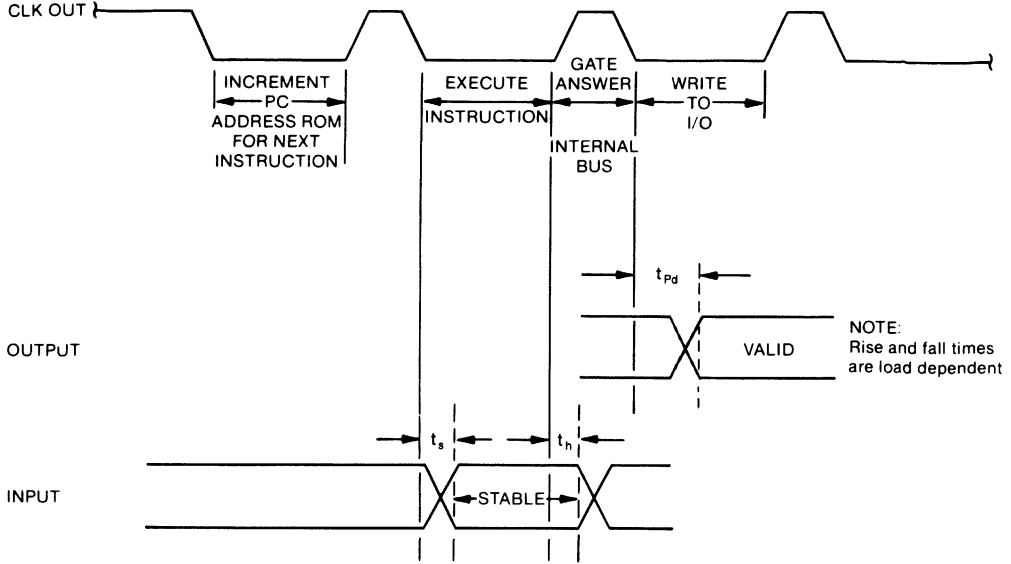 CLK OUT
INCREMENT
PC
ADDRESS ROM
FOR NEXT
INSTRUCTION
EXECUTE
INSTRUCTION
GATE
ANSWER
INTERNAL
BUS
WRITE
TO
I/O
tPd
OUTPUT
VALID
NOTE:
Rise and fall times
are load dependent
ts
th
INPUT
STABLE